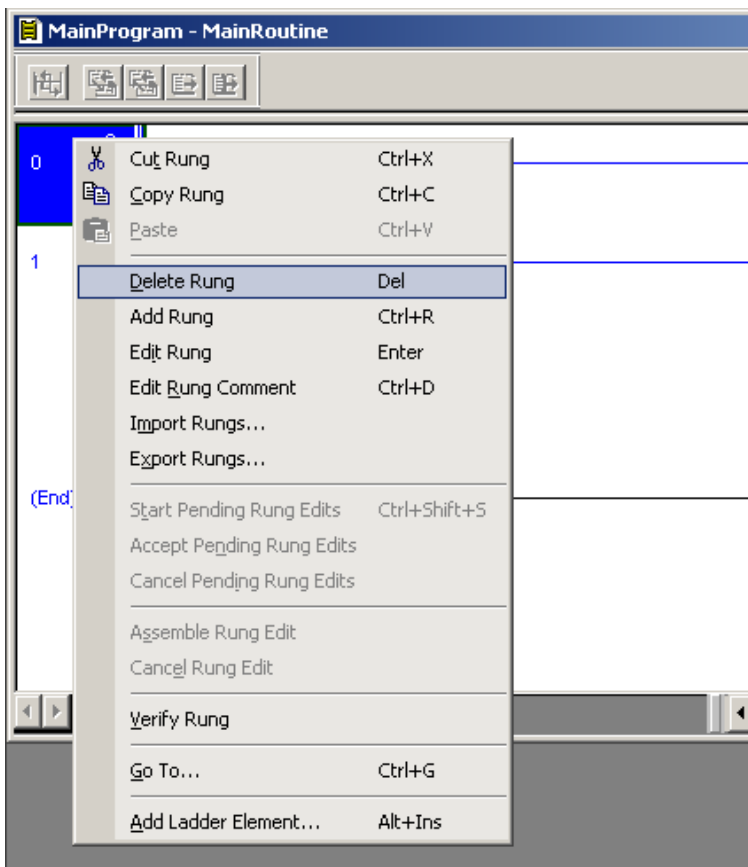 MainProgram - MainRoutine
0
Cut Rung Ctrl+X
Copy Rung Ctrl+C
Paste Ctrl+V
1
Delete Rung Del
Add Rung Ctrl+R
Edit Rung Enter
Edit Rung Comment Ctrl+D
Import Rungs...
Export Rungs...
(End)
Start Pending Rung Edits Ctrl+Shift+S
Accept Pending Rung Edits
Cancel Pending Rung Edits
Assemble Rung Edit
Cancel Rung Edit
Verify Rung
Go To... Ctrl+G
Add Ladder Element... Alt+Ins